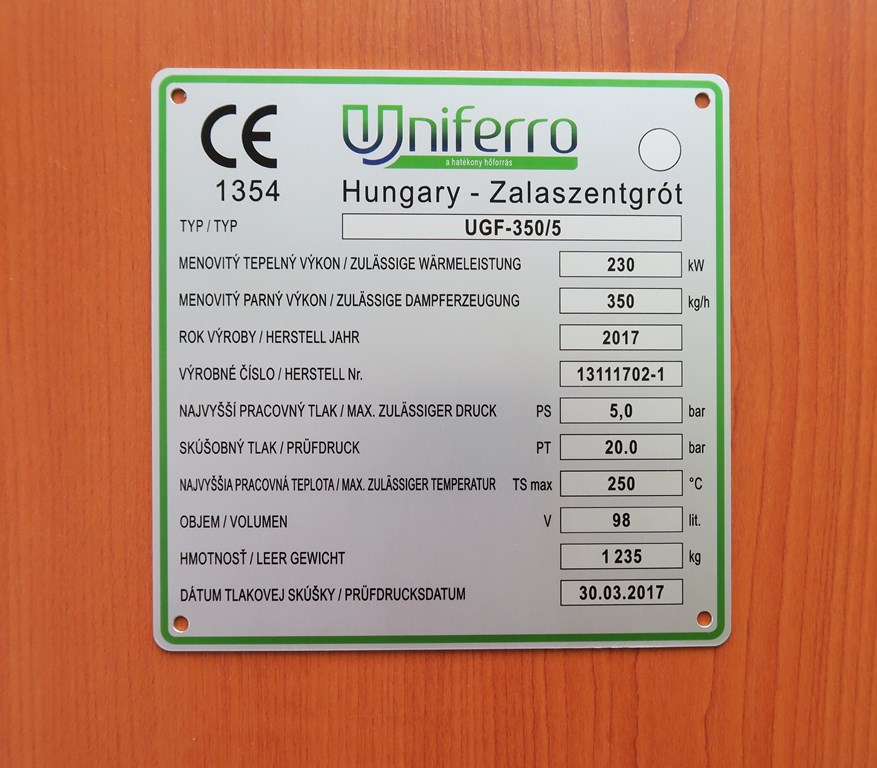 CE
1354
Uniferro
a hatékony hőforrás
Hungary - Zalaszentgrót
TYP / TYP UGF-350/5
MENOVITÝ TEPELNÝ VÝKON / ZULÄSSIGE WÄRMELEISTUNG 230 kW
MENOVITÝ PARNÝ VÝKON / ZULÄSSIGE DAMPFERZEUGUNG 350 kg/h
ROK VÝROBY / HERSTELL JAHR 2017
VÝROBNÉ ČÍSLO / HERSTELL Nr. 13111702-1
NAJVYŠŠÍ PRACOVNÝ TLAK / MAX. ZULÄSSIGER DRUCK PS 5,0 bar
SKÚŠOBNÝ TLAK / PRÜFDRUCK PT 20.0 bar
NAJVYŠŠIA PRACOVNÁ TEPLOTA / MAX. ZULÄSSIGER TEMPERATUR TS max 250 °C
OBJEM / VOLUMEN V 98 lit.
HMOTNOSŤ / LEER GEWICHT 1 235 kg
DÁTUM TLAKOVEJ SKÚŠKY / PRÜFDRUCKSDATUM 30.03.2017